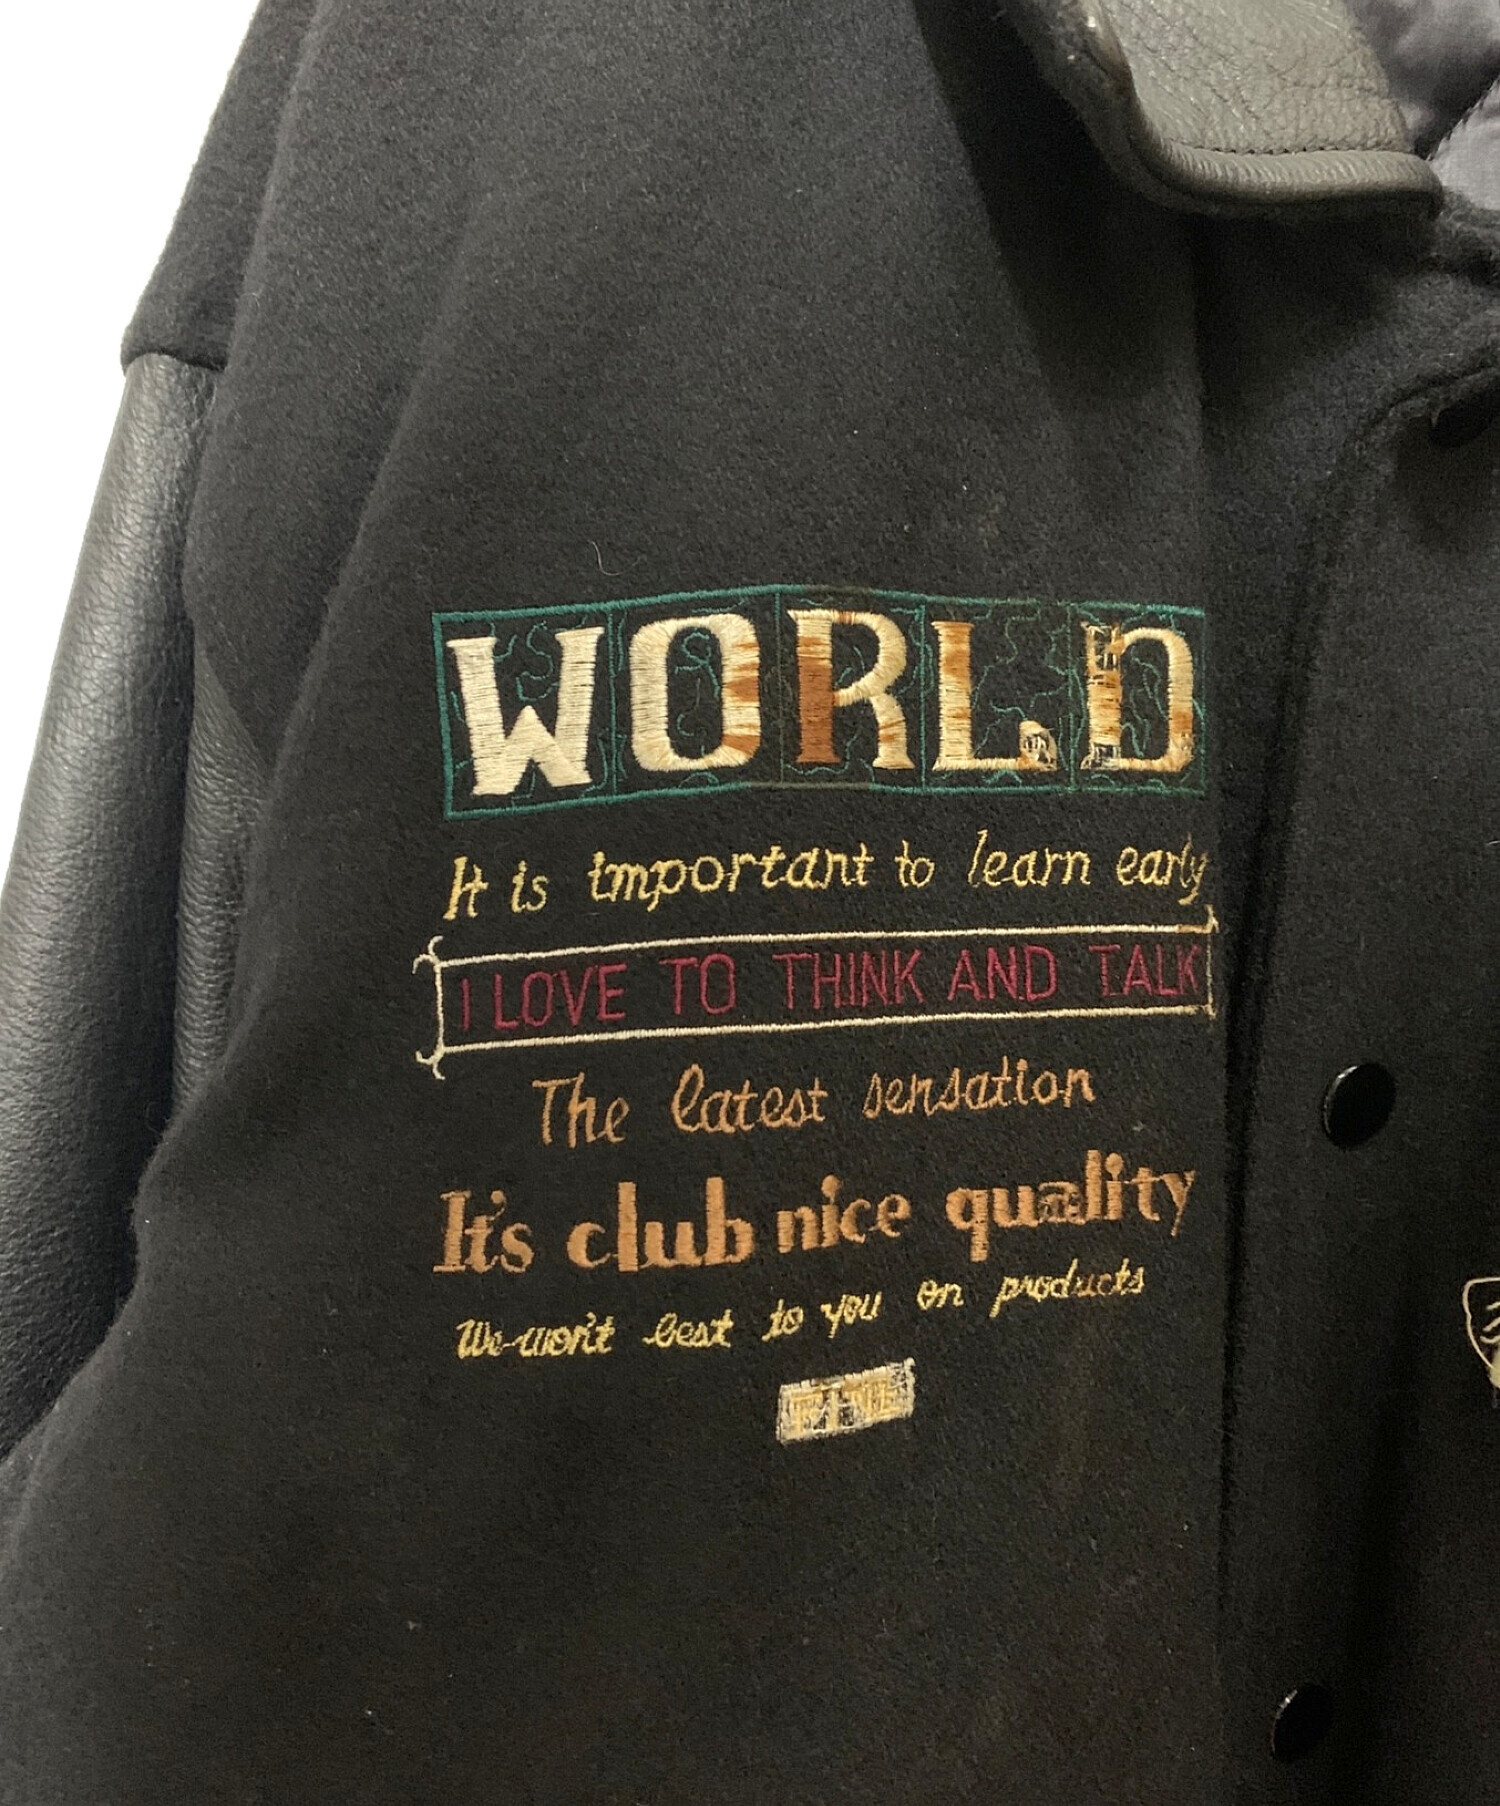 WORLD
It is important to learn early
I LOVE TO THINK AND TALK
The latest sensation
It's club nice quality
We won't best to you on products